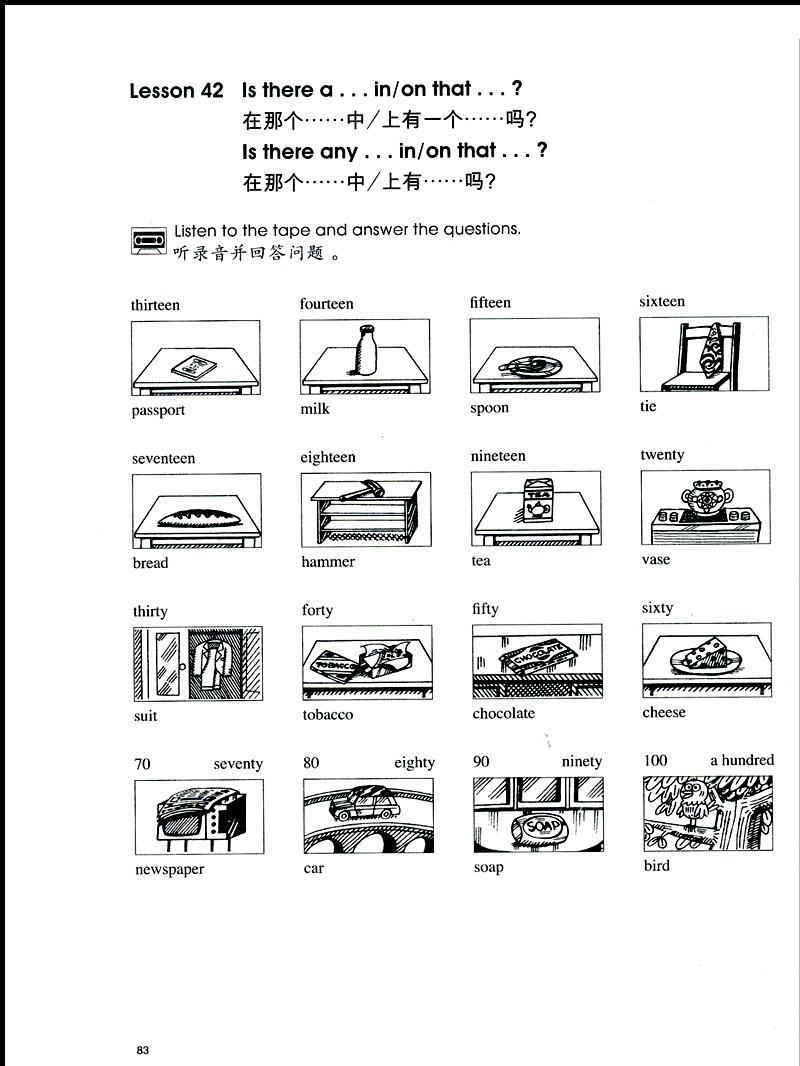 Lesson 42 Is there a . . . in/on that . . . ?
在那个……中/上有一个……吗?
Is there any . . . in/on that . . . ?
在那个……中/上有……吗?
Listen to the tape and answer the questions.
听录音并回答问题。
thirteen fourteen fifteen sixteen
passport milk spoon tie
seventeen eighteen nineteen twenty
TEA
bread hammer tea vase
thirty forty fifty sixty
TOBACCO CHOCOLATE
suit tobacco chocolate cheese
70 seventy 80 eighty 90 ninety 100 a hundred
SOAP
newspaper car soap bird
83